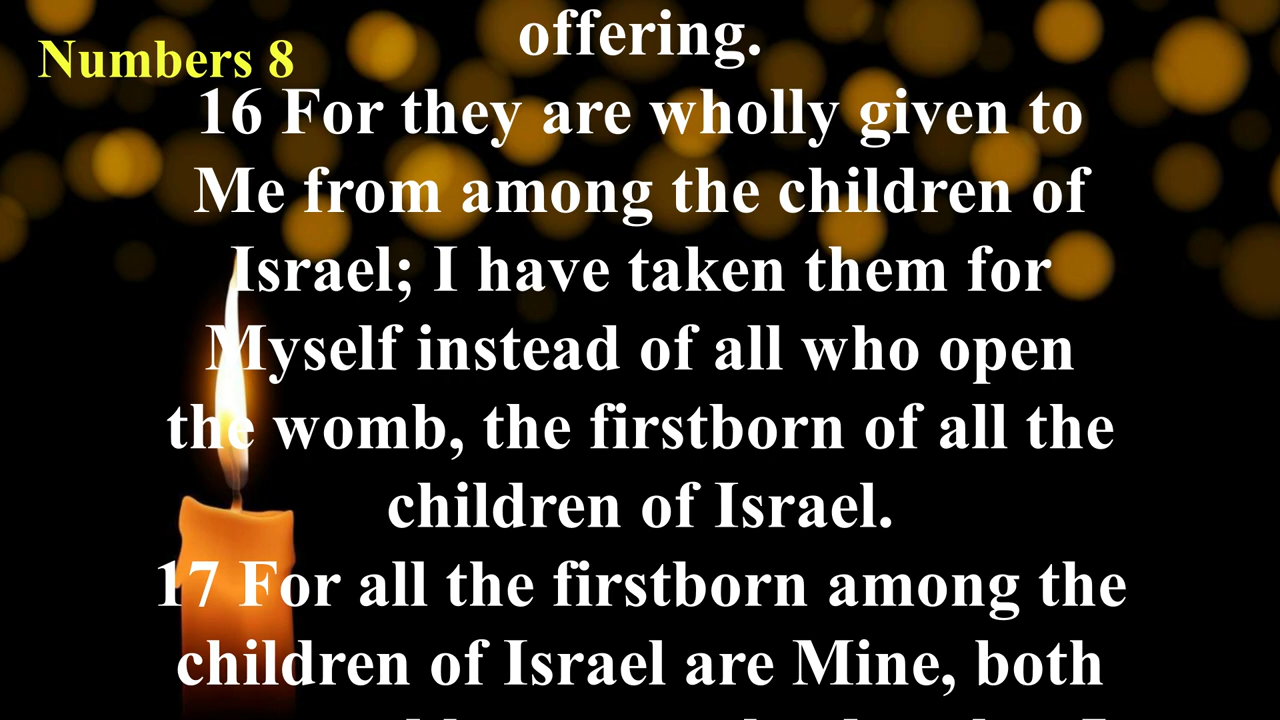 offering.
Numbers 8
16 For they are wholly given to
Me from among the children of
Israel; I have taken them for
Myself instead of all who open
the womb, the firstborn of all the
children of Israel.
17 For all the firstborn among the
children of Israel are Mine, both